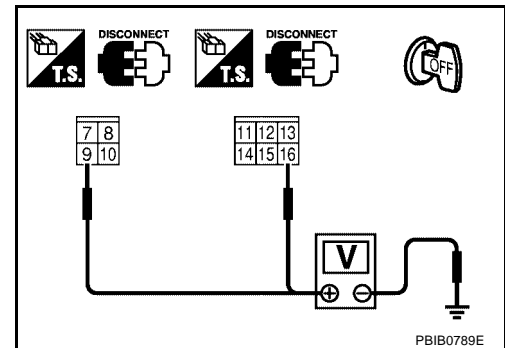 DISCONNECT
DISCONNECT
T.S.
T.S.
OFF
7 8
9 10
11 12 13
14 15 16
V
+ −
PBIB0789E